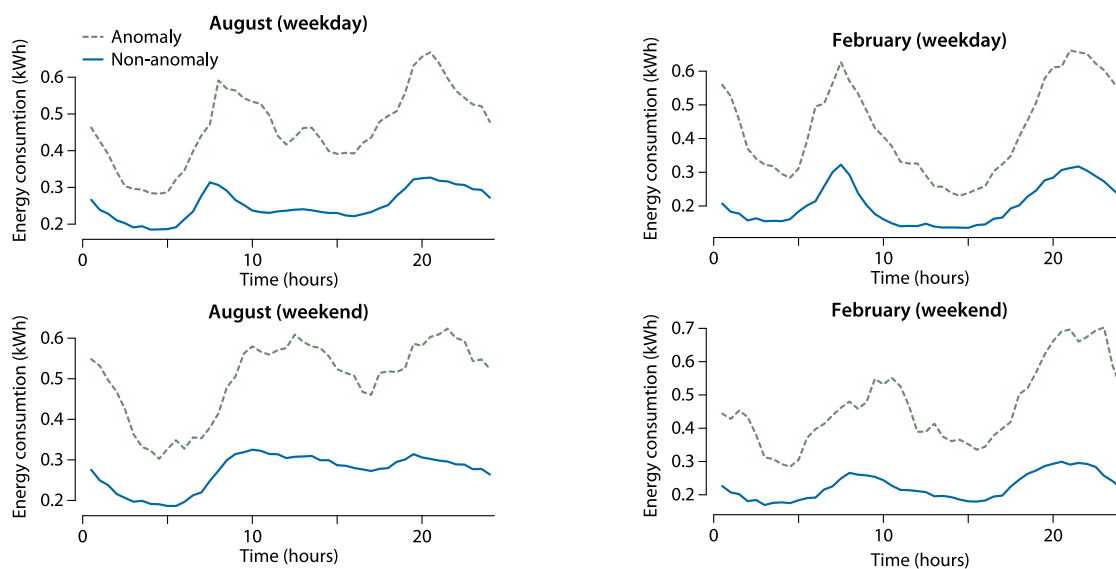 August (weekday)
Anomaly
Non-anomaly
Energy consumtion (kWh)
0.6
0.5
0.4
0.3
0.2
0 10 20
Time (hours)
February (weekday)
Energy consumtion (kWh)
0.6
0.5
0.4
0.3
0.2
0 10 20
Time (hours)
August (weekend)
Energy consumtion (kWh)
0.6
0.5
0.4
0.3
0.2
0 10 20
Time (hours)
February (weekend)
Energy consumtion (kWh)
0.7
0.6
0.5
0.4
0.3
0.2
0 10 20
Time (hours)